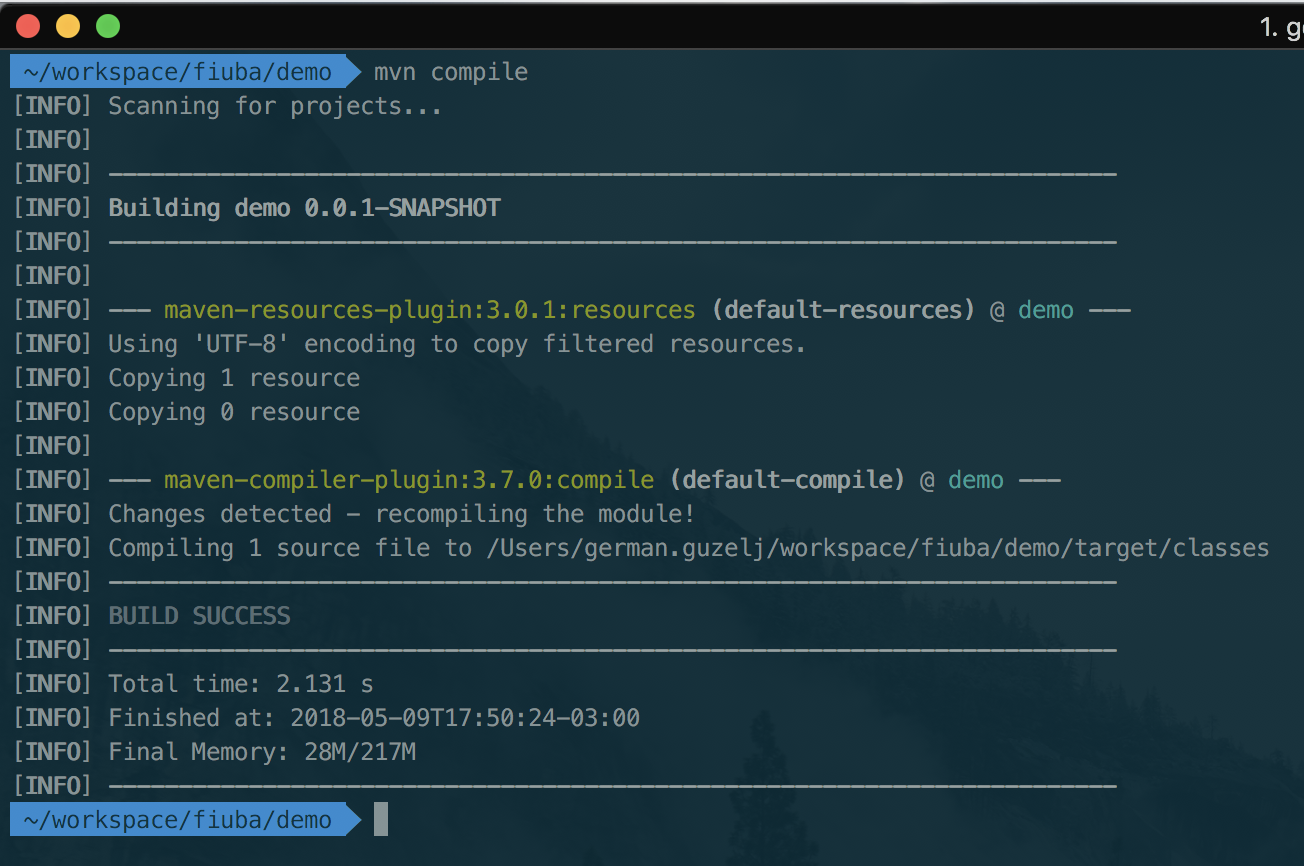 1. g
~/workspace/fiuba/demo mvn compile
[INFO] Scanning for projects...
[INFO]
[INFO] ------------------------------------------------------------------------
[INFO] Building demo 0.0.1-SNAPSHOT
[INFO] ------------------------------------------------------------------------
[INFO]
[INFO] --- maven-resources-plugin:3.0.1:resources (default-resources) @ demo ---
[INFO] Using 'UTF-8' encoding to copy filtered resources.
[INFO] Copying 1 resource
[INFO] Copying 0 resource
[INFO]
[INFO] --- maven-compiler-plugin:3.7.0:compile (default-compile) @ demo ---
[INFO] Changes detected - recompiling the module!
[INFO] Compiling 1 source file to /Users/german.guzelj/workspace/fiuba/demo/target/classes
[INFO] ------------------------------------------------------------------------
[INFO] BUILD SUCCESS
[INFO] ------------------------------------------------------------------------
[INFO] Total time: 2.131 s
[INFO] Finished at: 2018-05-09T17:50:24-03:00
[INFO] Final Memory: 28M/217M
[INFO] ------------------------------------------------------------------------
~/workspace/fiuba/demo